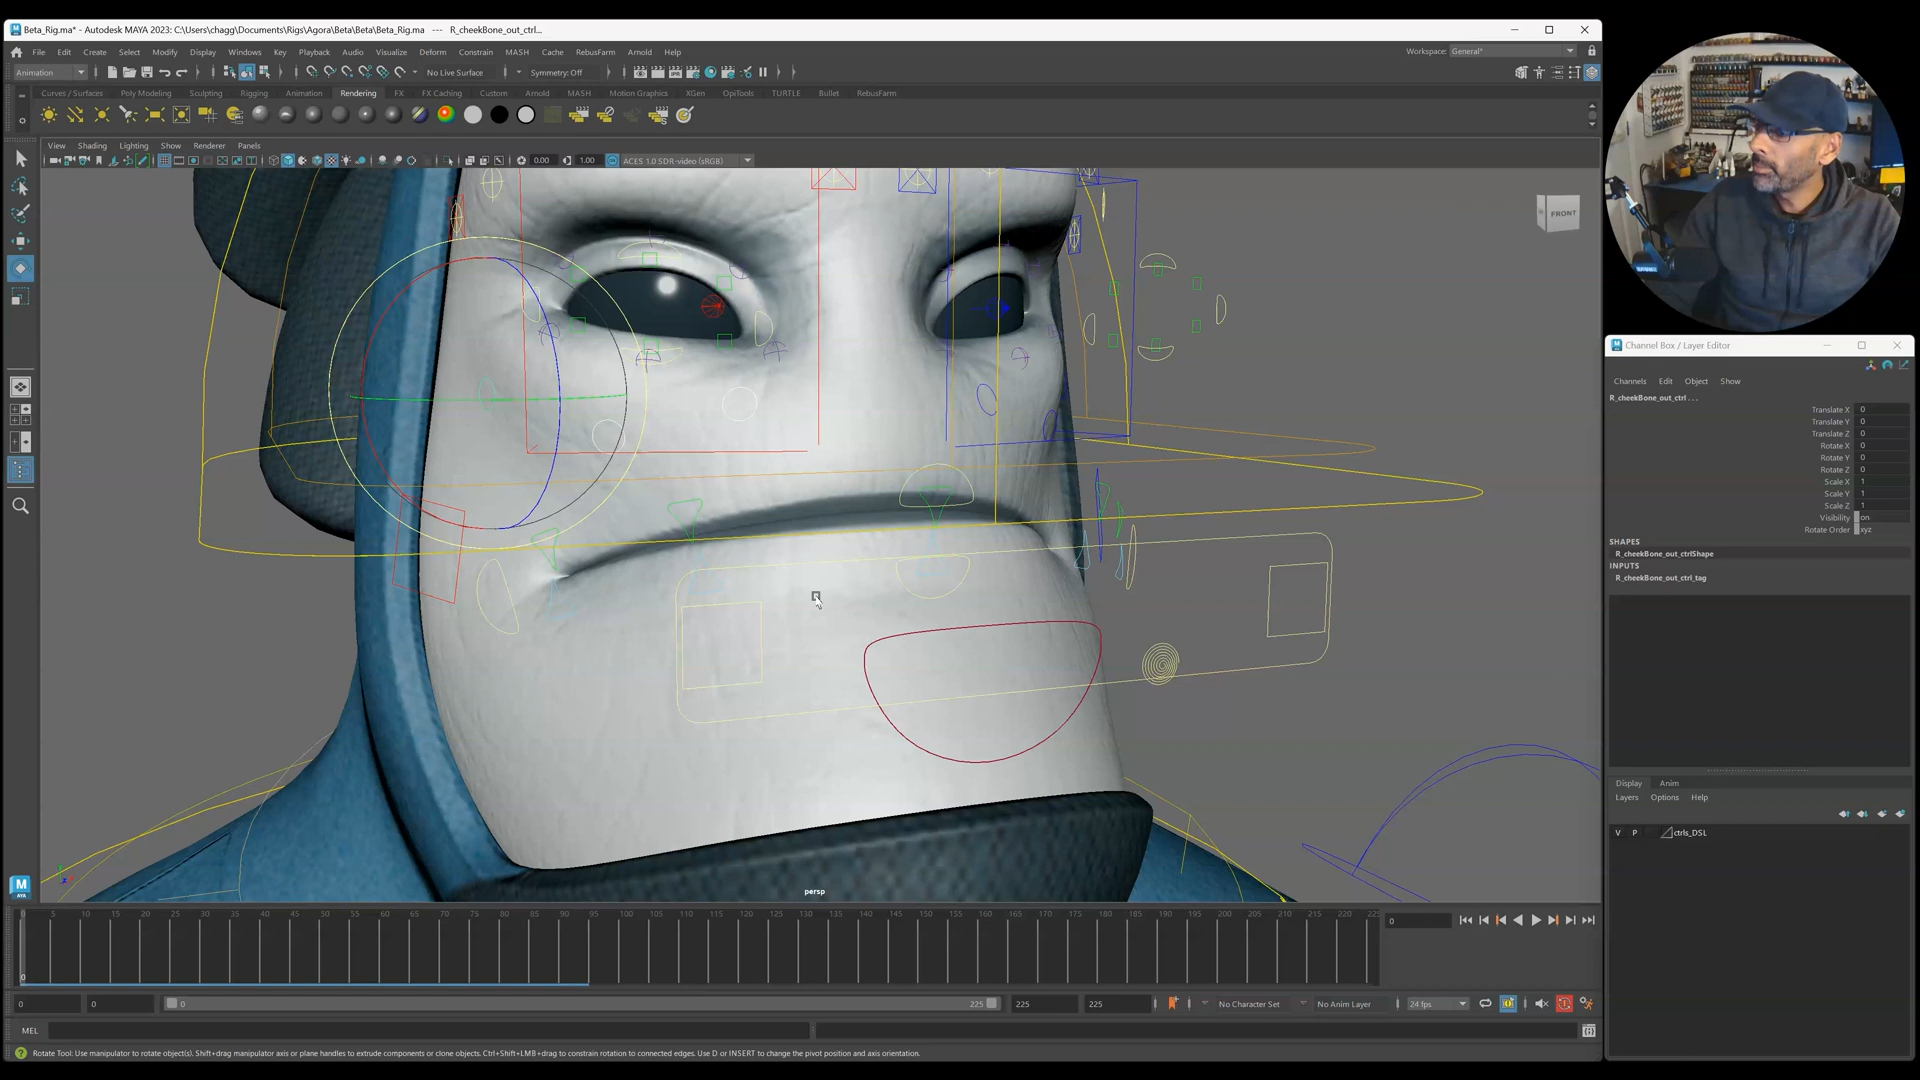 Beta_Rig.ma* - Autodesk MAYA 2023: C:\Users\chagg\Documents\Rigs\Agora\Beta\Beta\Beta_Rig.ma --- R_cheekBone_out_ctrl...
File Edit Create Select Modify Display Windows Key Playback Audio Visualize Deform Constrain MASH Cache RebusFarm Arnold Help
Workspace: General*
Animation No Live Surface Symmetry: Off
Curves / Surfaces Poly Modeling Sculpting Rigging Animation Rendering FX FX Caching Custom Arnold MASH Motion Graphics XGen OpiTools TURTLE Bullet RebusFarm
View Shading Lighting Show Renderer Panels
0.00 1.00 ACES 1.0 SDR-video (sRGB)
FRONT
persp
Channel Box / Layer Editor
Channels Edit Object Show
R_cheekBone_out_ctrl . . .
Translate X 0
Translate Y 0
Translate Z 0
Rotate X 0
Rotate Y 0
Rotate Z 0
Scale X 1
Scale Y 1
Scale Z 1
Visibility on
Rotate Order xyz
SHAPES
R_cheekBone_out_ctrlShape
INPUTS
R_cheekBone_out_ctrl_tag
Display Anim
Layers Options Help
V P ctrls_DSL
0 5 10 15 20 25 30 35 40 45 50 55 60 65 70 75 80 85 90 95 100 105 110 115 120 125 130 135 140 145 150 155 160 165 170 175 180 185 190 195 200 205 210 215 220 225
0
0
0 0 0 225 225 225 No Character Set No Anim Layer 24 fps
MEL
M
AYA
Rotate Tool: Use manipulator to rotate object(s). Shift+drag manipulator axis or plane handles to extrude components or clone objects. Ctrl+Shift+LMB+drag to constrain rotation to connected edges. Use D or INSERT to change the pivot position and axis orientation.